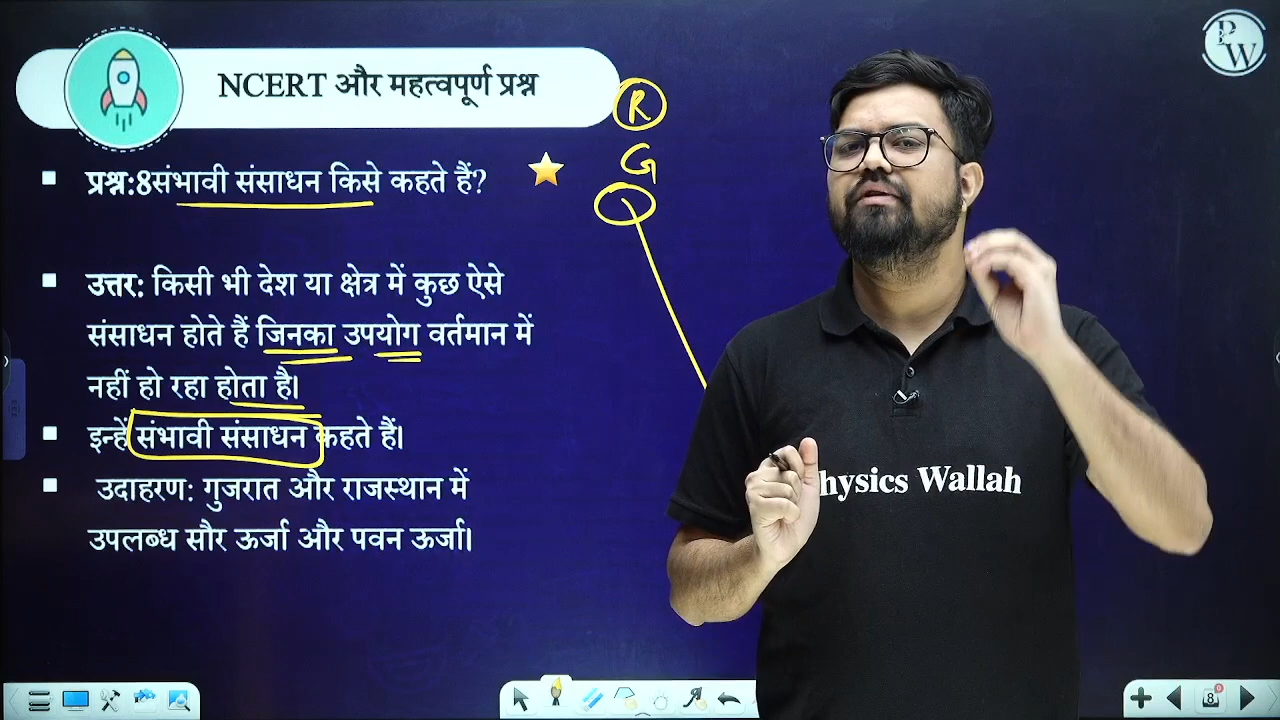 NCERT और महत्वपूर्ण प्रश्न
R
G
प्रश्न:8संभावी संसाधन किसे कहते हैं?
उत्तर: किसी भी देश या क्षेत्र में कुछ ऐसे
संसाधन होते हैं जिनका उपयोग वर्तमान में
नहीं हो रहा होता है।
इन्हें संभावी संसाधन कहते हैं।
उदाहरण: गुजरात और राजस्थान में
उपलब्ध सौर ऊर्जा और पवन ऊर्जा।
PW
Physics Wallah
8